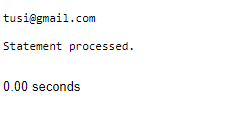 tusi@gmail.com
Statement processed.
0.00 seconds